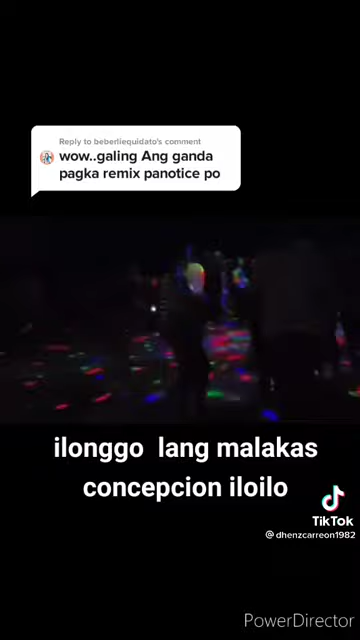 Reply to beberliequidato's comment
wow..galing Ang ganda
pagka remix panotice po
ilonggo lang malakas
concepcion iloilo
TikTok
@dhenzcarreon1982
PowerDirector